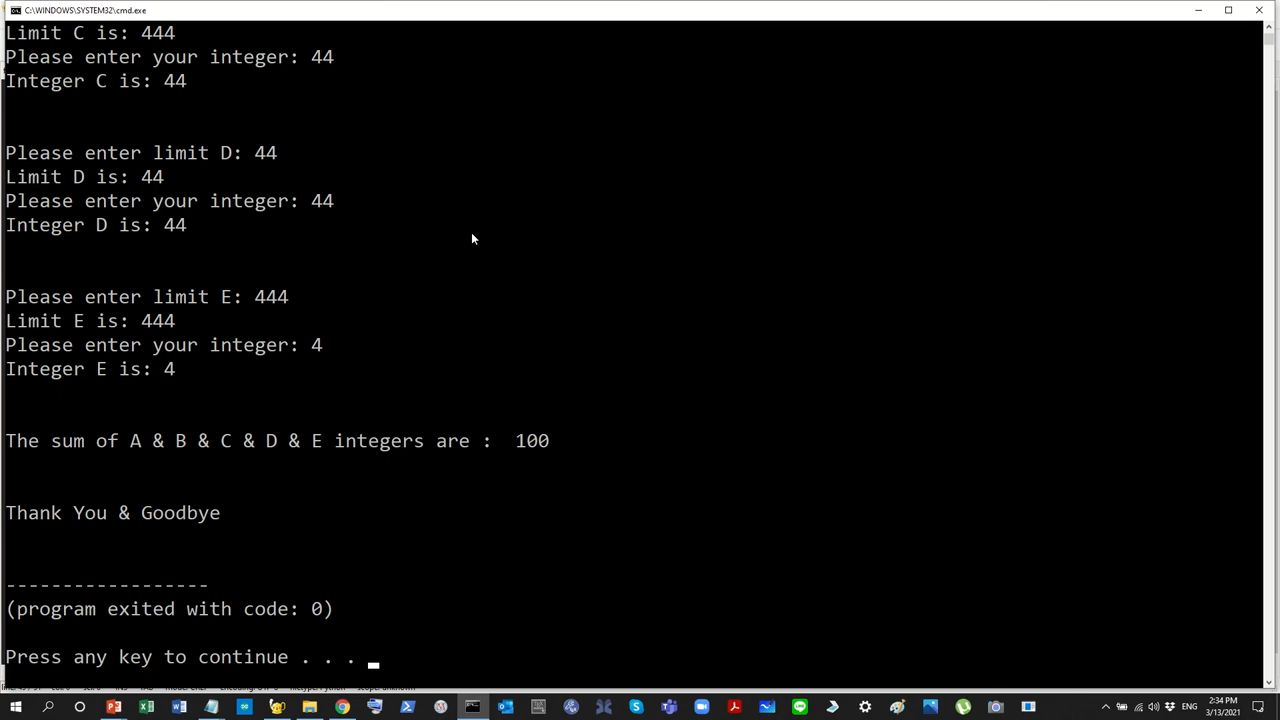 C:\WINDOWS\SYSTEM32\cmd.exe
Limit C is: 444
Please enter your integer: 44
Integer C is: 44
Please enter limit D: 44
Limit D is: 44
Please enter your integer: 44
Integer D is: 44
Please enter limit E: 444
Limit E is: 444
Please enter your integer: 4
Integer E is: 4
The sum of A & B & C & D & E integers are :  100
Thank You & Goodbye
------------------
(program exited with code: 0)
Press any key to continue . . .
ENG
2:34 PM
3/13/2021